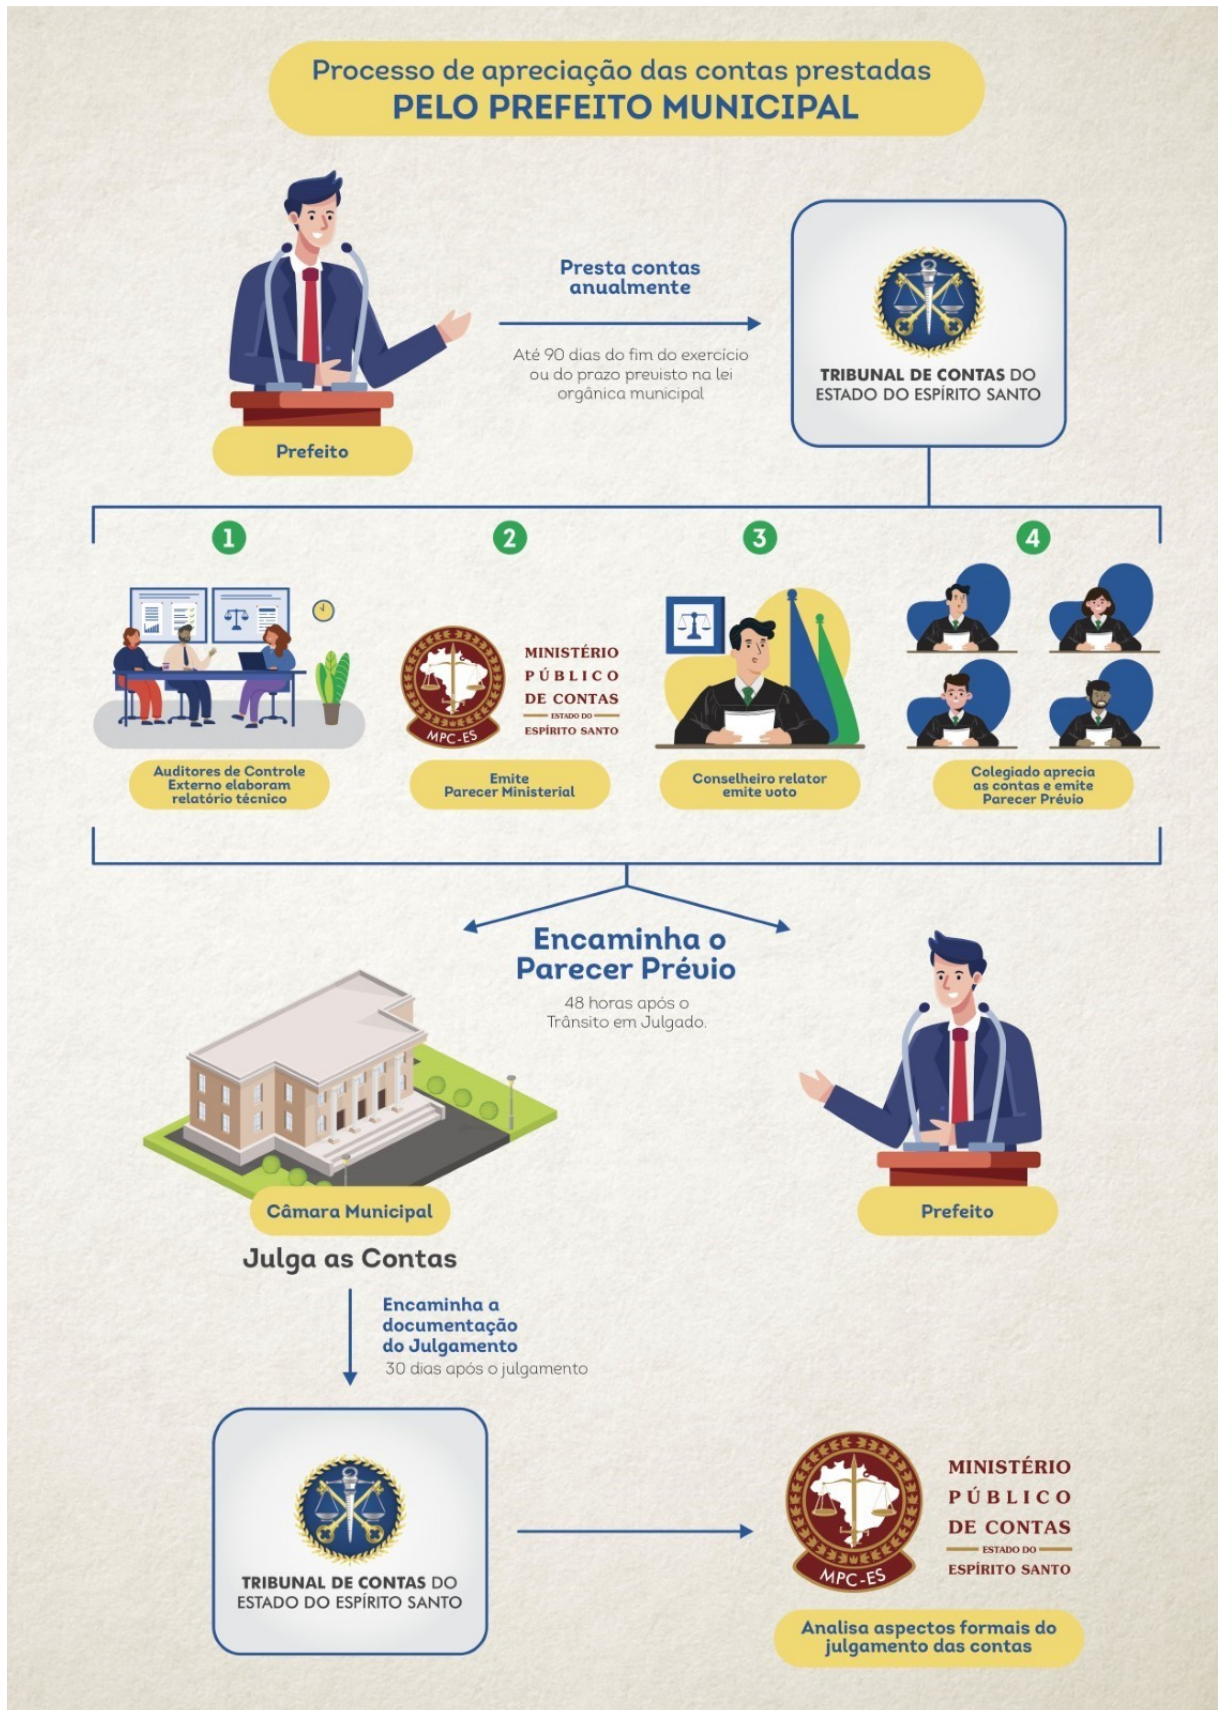 Processo de apreciação das contas prestadas
PELO PREFEITO MUNICIPAL
Presta contas
anualmente
Até 90 dias do fim do exercício
ou do prazo previsto na lei
orgânica municipal
TRIBUNAL DE CONTAS DO
ESTADO DO ESPÍRITO SANTO
Prefeito
1
2
3
4
MINISTÉRIO
PÚBLICO
DE CONTAS
ESTADO DO
ESPÍRITO SANTO
MPC-ES
Auditores de Controle
Externo elaboram
relatório técnico
Emite
Parecer Ministerial
Conselheiro relator
emite voto
Colegiado aprecia
as contas e emite
Parecer Prévio
Encaminha o
Parecer Prévio
48 horas após o
Trânsito em Julgado.
Câmara Municipal
Julga as Contas
Prefeito
Encaminha a
documentação
do Julgamento
30 dias após o julgamento
TRIBUNAL DE CONTAS DO
ESTADO DO ESPÍRITO SANTO
MINISTÉRIO
PÚBLICO
DE CONTAS
ESTADO DO
ESPÍRITO SANTO
MPC-ES
Analisa aspectos formais do
julgamento das contas